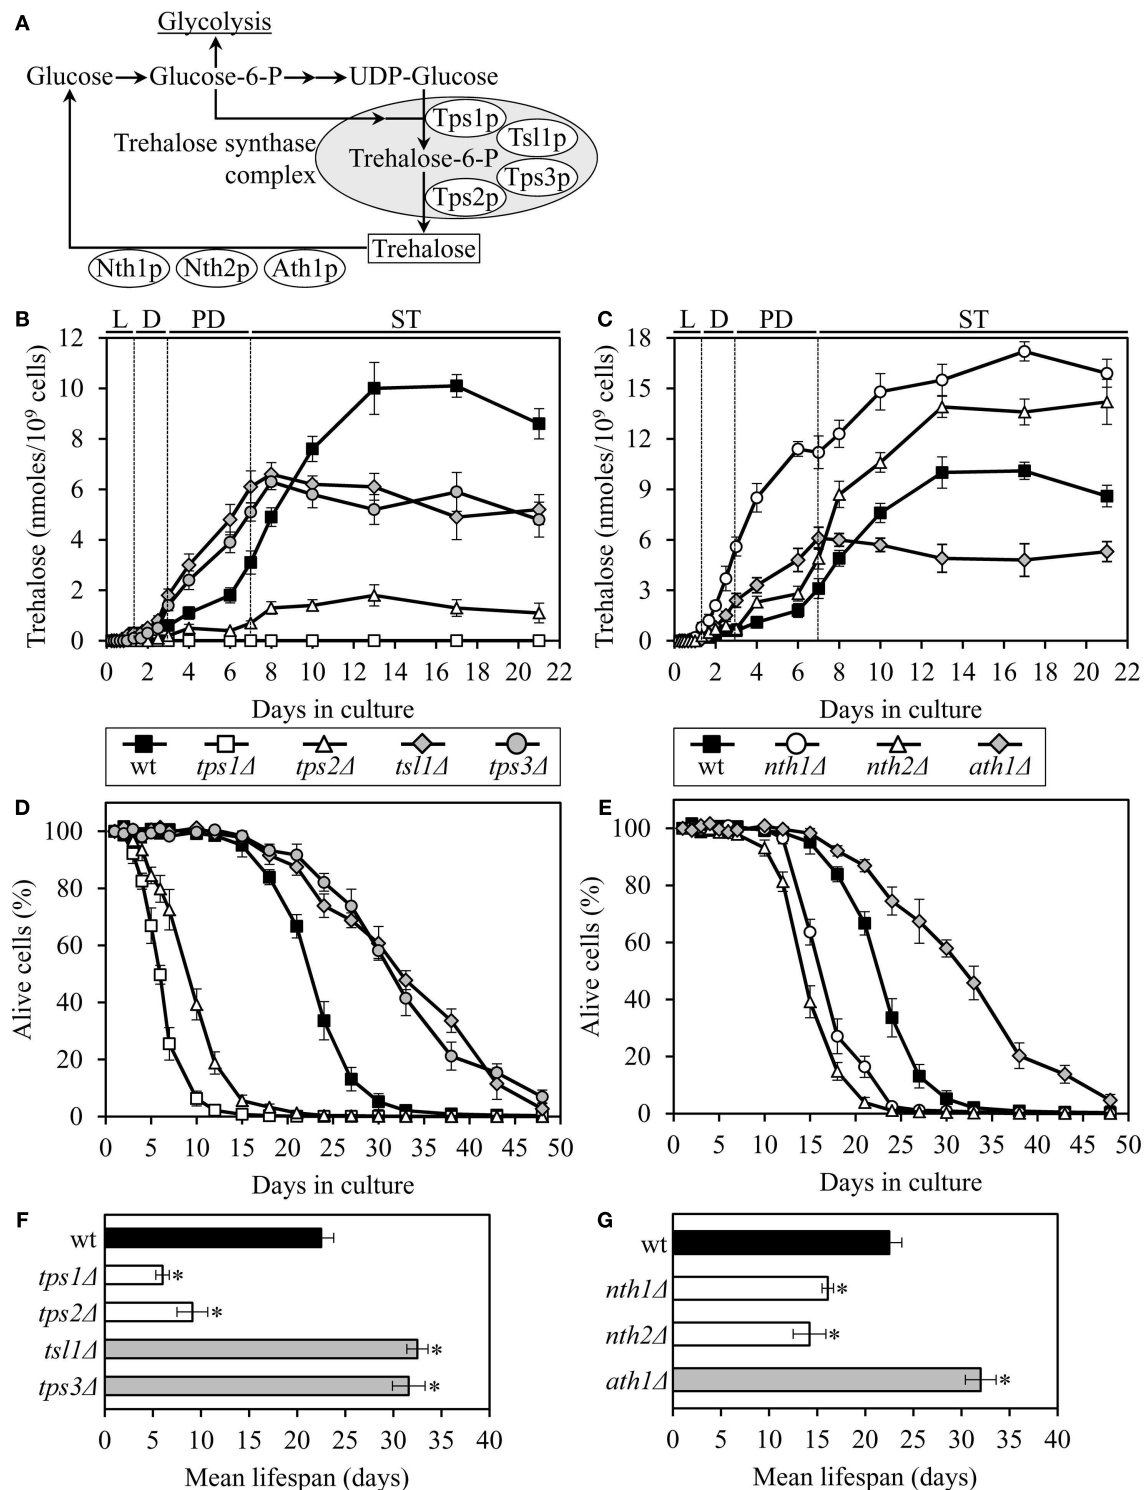 A
Glycolysis
Glucose
Glucose-6-P
UDP-Glucose
Tps1p
Tsl1p
Trehalose synthase
complex
Trehalose-6-P
Tps3p
Tps2p
Trehalose
Nth1p
Nth2p
Ath1p
B
L D PD ST
12
10
8
6
4
2
0
Trehalose (nmoles/10⁹ cells)
0 2 4 6 8 10 12 14 16 18 20 22
Days in culture
wt tps1Δ tps2Δ tsl1Δ tps3Δ
C
L D PD ST
18
15
12
9
6
3
0
Trehalose (nmoles/10⁹ cells)
0 2 4 6 8 10 12 14 16 18 20 22
Days in culture
wt nth1Δ nth2Δ ath1Δ
D
100
80
60
40
20
0
Alive cells (%)
0 5 10 15 20 25 30 35 40 45 50
Days in culture
E
100
80
60
40
20
0
Alive cells (%)
0 5 10 15 20 25 30 35 40 45 50
Days in culture
F
wt
tps1Δ *
tps2Δ *
tsl1Δ *
tps3Δ *
0 5 10 15 20 25 30 35 40
Mean lifespan (days)
G
wt
nth1Δ *
nth2Δ *
ath1Δ *
0 5 10 15 20 25 30 35 40
Mean lifespan (days)